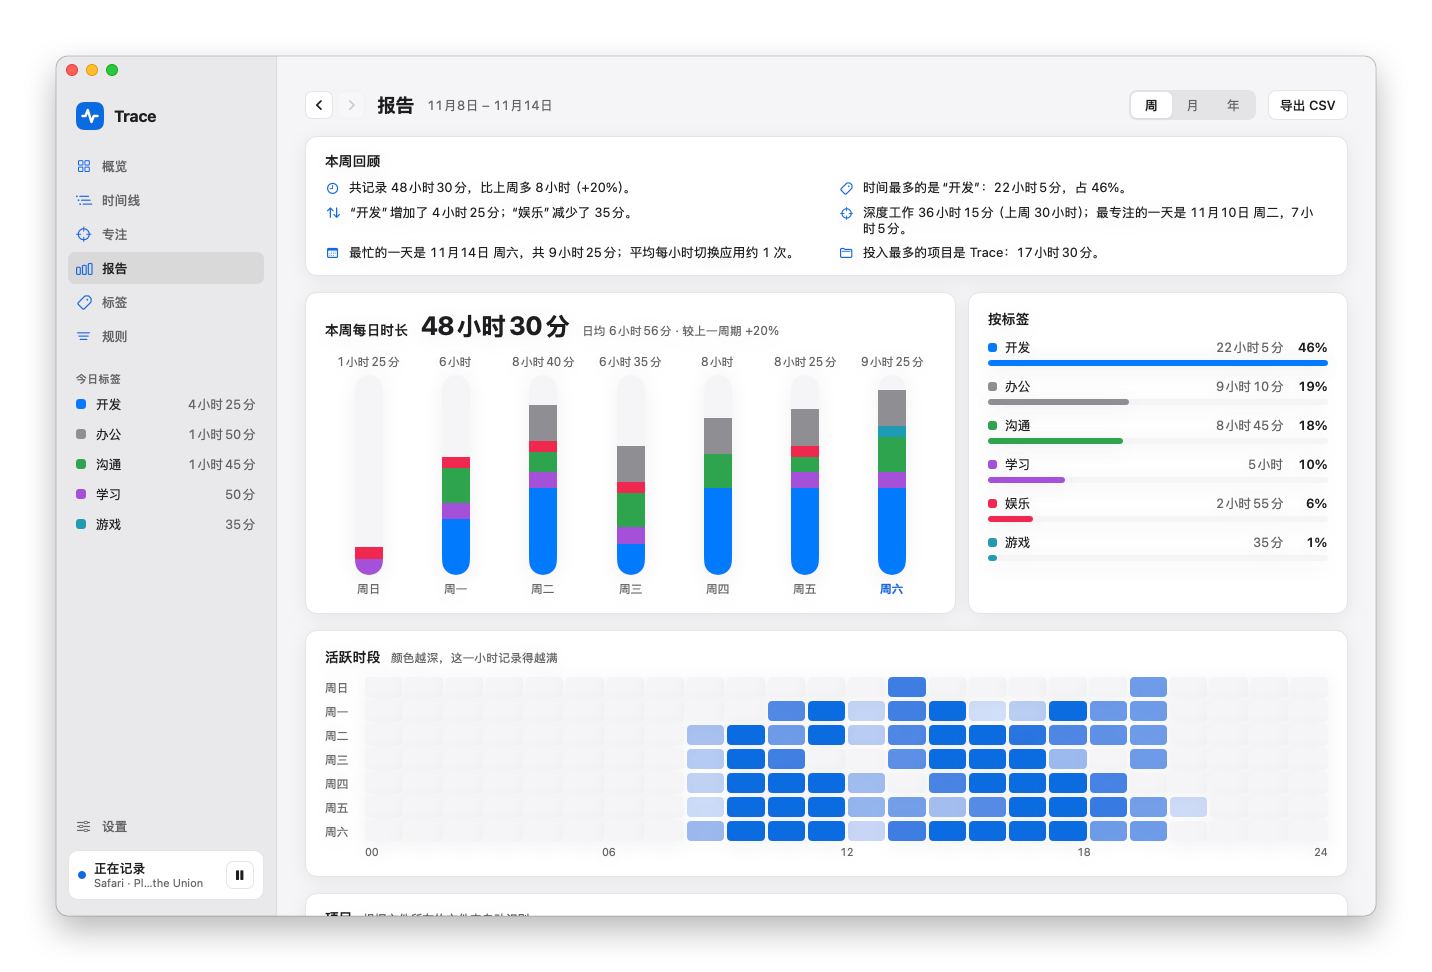 Trace
概览
时间线
专注
报告
标签
规则
今日标签
开发 4小时25分
办公 1小时50分
沟通 1小时45分
学习 50分
游戏 35分
设置
正在记录
Safari · Pl...the Union
报告 11月8日 – 11月14日
周 月 年 导出 CSV
本周回顾
共记录 48小时30分，比上周多 8小时 (+20%)。
时间最多的是“开发”：22小时5分，占 46%。
“开发” 增加了 4小时25分；“娱乐” 减少了 35分。
深度工作 36小时15分 (上周 30小时)；最专注的一天是 11月10日 周二，7小
时5分。
最忙的一天是 11月14日 周六，共 9小时25分；平均每小时切换应用约 1 次。
投入最多的项目是 Trace：17小时30分。
本周每日时长 48小时30分 日均 6小时56分 · 较上一周期 +20%
1小时25分 6小时 8小时40分 6小时35分 8小时 8小时25分 9小时25分
周日 周一 周二 周三 周四 周五 周六
按标签
开发 22小时5分 46%
办公 9小时10分 19%
沟通 8小时45分 18%
学习 5小时 10%
娱乐 2小时55分 6%
游戏 35分 1%
活跃时段 颜色越深，这一小时记录得越满
周日
周一
周二
周三
周四
周五
周六
00 06 12 18 24